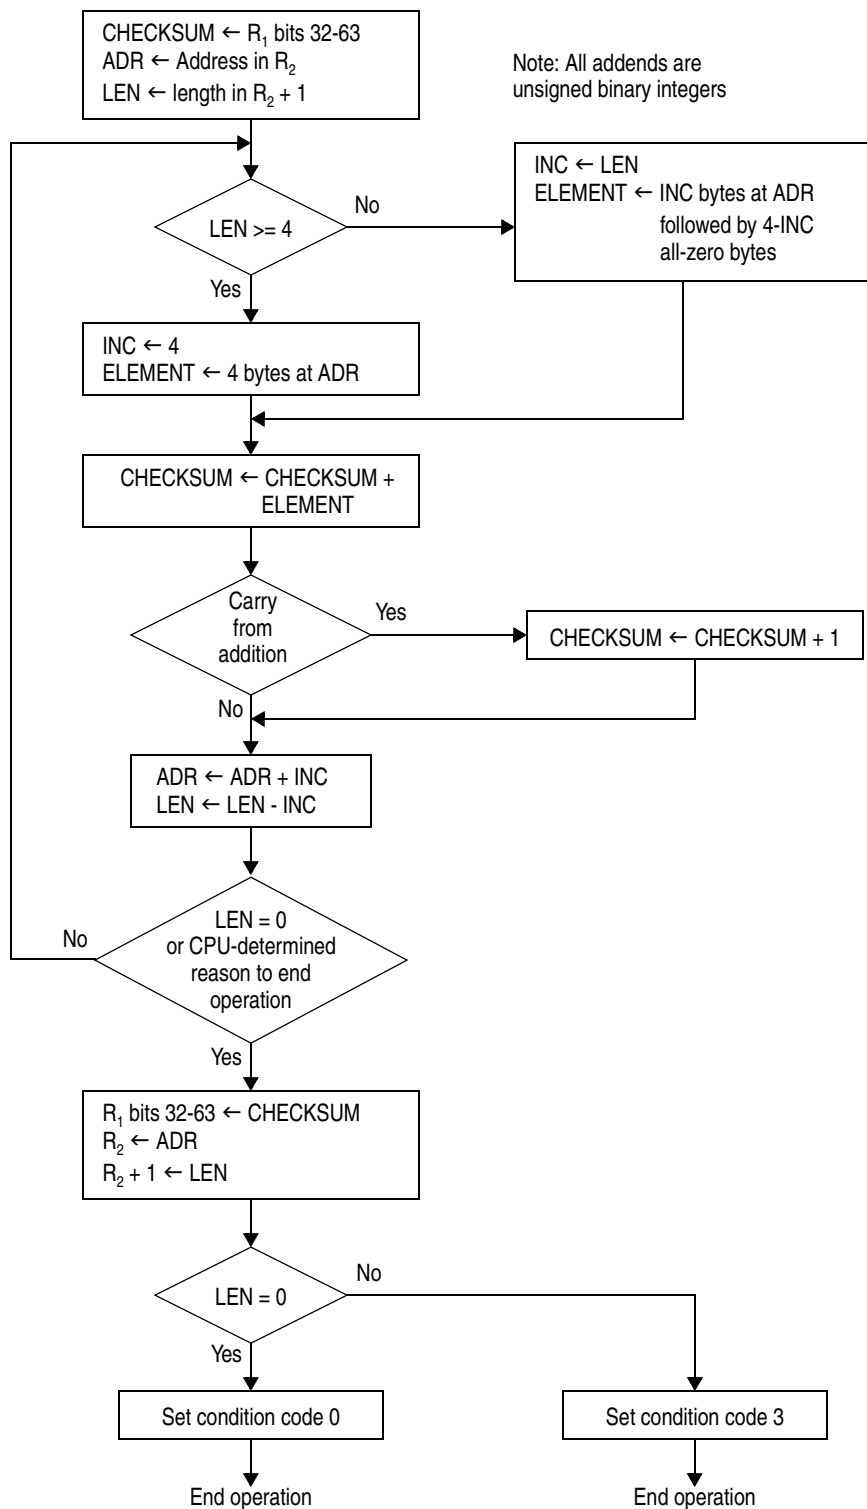 CHECKSUM ← R₁ bits 32-63
ADR ← Address in R₂
LEN ← length in R₂ + 1
Note: All addends are
unsigned binary integers
LEN >= 4
No
Yes
INC ← LEN
ELEMENT ← INC bytes at ADR
followed by 4-INC
all-zero bytes
INC ← 4
ELEMENT ← 4 bytes at ADR
CHECKSUM ← CHECKSUM +
ELEMENT
Carry
from
addition
Yes
No
CHECKSUM ← CHECKSUM + 1
ADR ← ADR + INC
LEN ← LEN - INC
LEN = 0
or CPU-determined
reason to end
operation
No
Yes
R₁ bits 32-63 ← CHECKSUM
R₂ ← ADR
R₂ + 1 ← LEN
LEN = 0
No
Yes
Set condition code 0
Set condition code 3
End operation
End operation